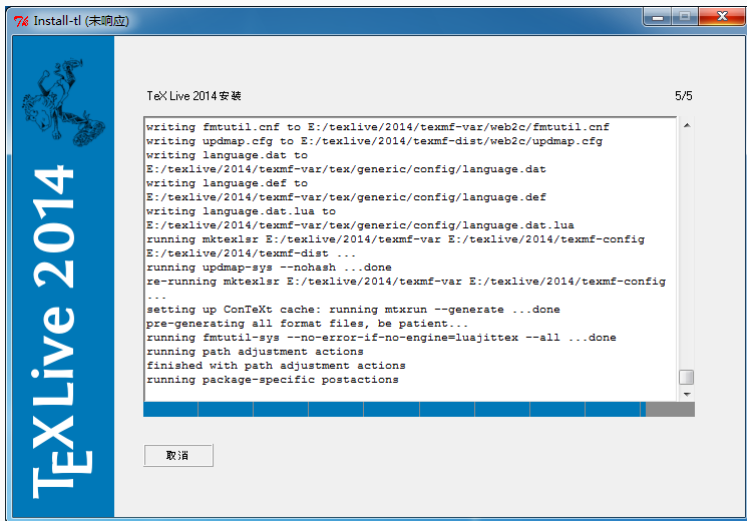 Install-tl (未响应)
TeX Live 2014安装 5/5
writing fmtutil.cnf to E:/texlive/2014/texmf-var/web2c/fmtutil.cnf
writing updmap.cfg to E:/texlive/2014/texmf-dist/web2c/updmap.cfg
writing language.dat to
E:/texlive/2014/texmf-var/tex/generic/config/language.dat
writing language.def to
E:/texlive/2014/texmf-var/tex/generic/config/language.def
writing language.dat.lua to
E:/texlive/2014/texmf-var/tex/generic/config/language.dat.lua
running mktexlsr E:/texlive/2014/texmf-var E:/texlive/2014/texmf-config
E:/texlive/2014/texmf-dist ...
running updmap-sys --nohash ...done
re-running mktexlsr E:/texlive/2014/texmf-var E:/texlive/2014/texmf-config
...
setting up ConTeXt cache: running mtxrun --generate ...done
pre-generating all format files, be patient...
running fmtutil-sys --no-error-if-no-engine=luajittex --all ...done
running path adjustment actions
finished with path adjustment actions
running package-specific postactions
取消
TEX Live 2014